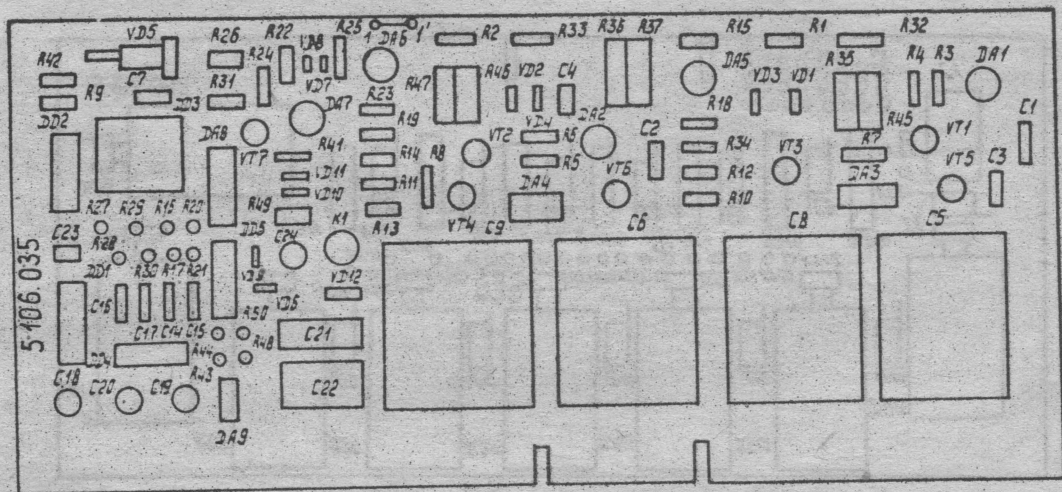 VD5 R26 R22 VD8 R25 1 DA6 1' R2 R33 R36 R37 R15 R1 R32
R42 C7 R24 R47 R46 VD2 C4 DA5 VD3 VD1 R35 R4 R3 DA1
R9 DD3 R31 VD7 DA7 R23
DD2 DA8 R19 VT2 VD4 R6 DA2 R18 R45 VT1 C1
VT7 R41 R14 R8 R5 C2 R34 VT3 R7
VD11 R11 DA4 VT6 R12 DA3 VT5 C3
VD10 R49 R13 VT4 R10
R27 R29 R20 K1 C9 C6 C8 C5
C23 R28 DD5 C24
DD1 R30 R17 R21 VD9 VD12
C16 VD6
C17 C14 C15 R50 C21
DD4 R44 R48
C18 C20 C19 R43 C22
DA9
5·106.035